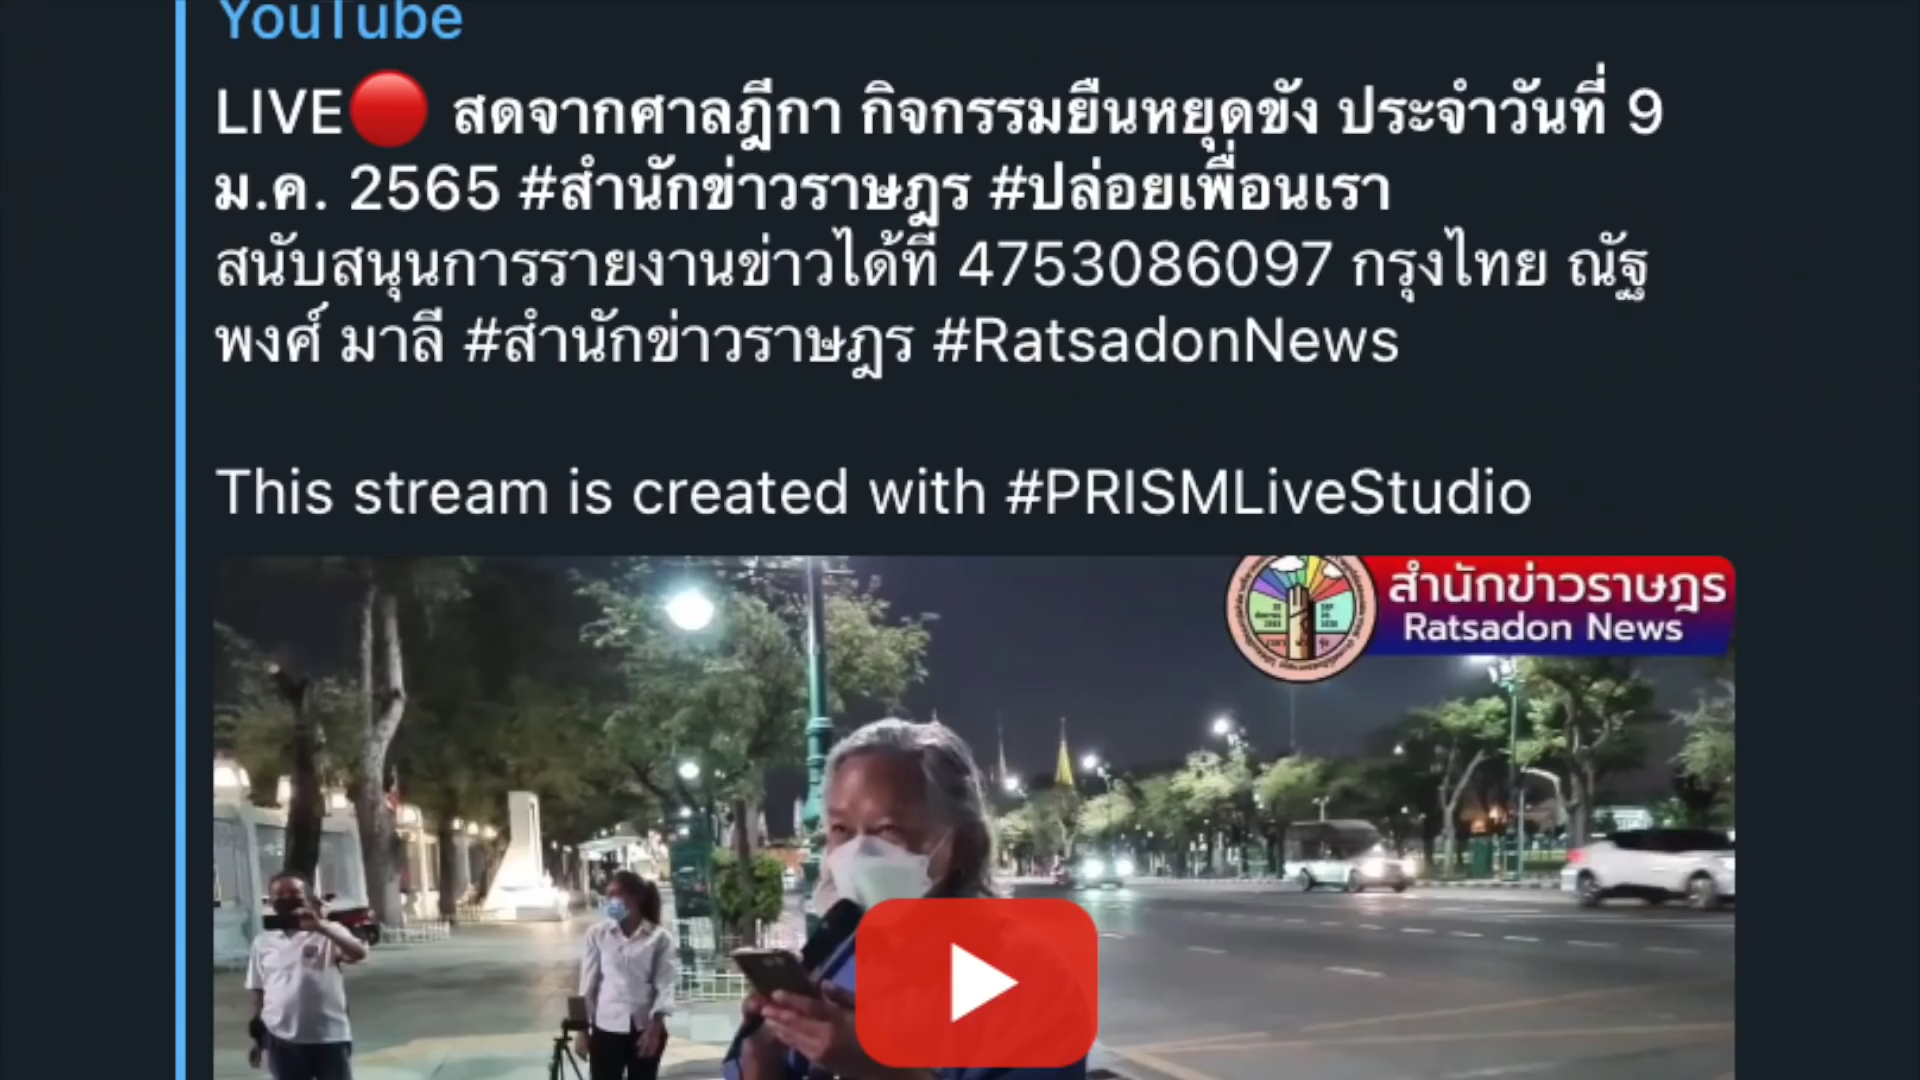 YouTube
LIVE🔴 สดจากศาลฎีกา กิจกรรมยืนหยุดขัง ประจำวันที่ 9
ม.ค. 2565 #สำนักข่าวราษฎร #ปล่อยเพื่อนเรา
สนับสนุนการรายงานข่าวได้ที่ 4753086097 กรุงไทย ณัฐ
พงศ์ มาลี #สำนักข่าวราษฎร #RatsadonNews
This stream is created with #PRISMLiveStudio
สำนักข่าวราษฎร
Ratsadon News